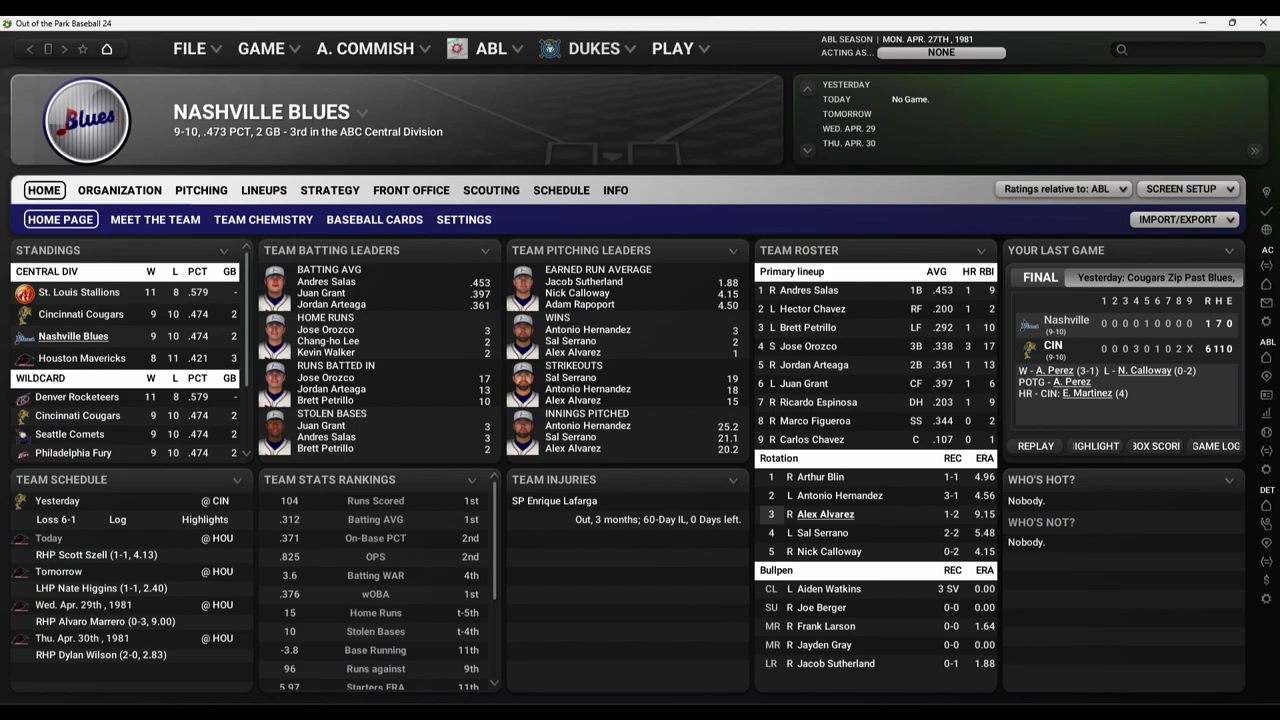 Out of the Park Baseball 24
FILE GAME A. COMMISH ABL DUKES PLAY
ABL SEASON | MON. APR. 27TH, 1981
ACTING AS... NONE
NASHVILLE BLUES
9-10, .473 PCT, 2 GB - 3rd in the ABC Central Division
Blues
YESTERDAY
TODAY No Game.
TOMORROW
WED. APR. 29
THU. APR. 30
HOME ORGANIZATION PITCHING LINEUPS STRATEGY FRONT OFFICE SCOUTING SCHEDULE INFO
Ratings relative to: ABL SCREEN SETUP
HOME PAGE MEET THE TEAM TEAM CHEMISTRY BASEBALL CARDS SETTINGS
IMPORT/EXPORT
STANDINGS
CENTRAL DIV W L PCT GB
St. Louis Stallions 11 8 .579 -
Cincinnati Cougars 9 10 .474 2
Nashville Blues 9 10 .474 2
Houston Mavericks 8 11 .421 3
WILDCARD W L PCT GB
Denver Rocketeers 11 8 .579 -
Cincinnati Cougars 9 10 .474 2
Seattle Comets 9 10 .474 2
Philadelphia Fury 9 10 .474 2
TEAM BATTING LEADERS
BATTING AVG
Andres Salas .453
Juan Grant .397
Jordan Arteaga .361
HOME RUNS
Jose Orozco 3
Chang-ho Lee 2
Kevin Walker 2
RUNS BATTED IN
Jose Orozco 17
Jordan Arteaga 13
Brett Petrillo 10
STOLEN BASES
Juan Grant 3
Andres Salas 3
Brett Petrillo 2
TEAM PITCHING LEADERS
EARNED RUN AVERAGE
Jacob Sutherland 1.88
Nick Calloway 4.15
Adam Rapoport 4.50
WINS
Antonio Hernandez 3
Sal Serrano 2
Alex Alvarez 1
STRIKEOUTS
Sal Serrano 19
Antonio Hernandez 18
Alex Alvarez 15
INNINGS PITCHED
Antonio Hernandez 25.2
Sal Serrano 21.1
Alex Alvarez 20.2
TEAM ROSTER
Primary lineup AVG HR RBI
1 R Andres Salas 1B .453 1 9
2 L Hector Chavez RF .200 1 2
3 L Brett Petrillo LF .292 1 10
4 S Jose Orozco 3B .338 3 17
5 R Jordan Arteaga 2B .361 1 13
6 L Juan Grant CF .397 1 6
7 R Ricardo Espinosa DH .203 1 9
8 R Marco Figueroa SS .344 0 2
9 R Carlos Chavez C .107 0 1
Rotation REC ERA
1 R Arthur Blin 1-1 4.96
2 L Antonio Hernandez 3-1 4.56
3 R Alex Alvarez 1-2 9.15
4 L Sal Serrano 2-2 5.48
5 R Nick Calloway 0-2 4.15
Bullpen REC ERA
CL L Aiden Watkins 3 SV 0.00
SU R Joe Berger 0-0 0.00
MR R Frank Larson 0-0 1.64
MR R Jayden Gray 0-0 0.00
LR R Jacob Sutherland 0-1 1.88
YOUR LAST GAME
FINAL Yesterday: Cougars Zip Past Blues,
1 2 3 4 5 6 7 8 9 R H E
Nashville 0 0 0 0 1 0 0 0 0 1 7 0
(9-10)
CIN 0 0 0 3 0 1 0 2 X 6 11 0
(9-10)
W - A. Perez (3-1) L - N. Calloway (0-2)
POTG - A. Perez
HR - CIN: E. Martinez (4)
REPLAY HIGHLIGHT BOX SCORE GAME LOG
TEAM SCHEDULE
Yesterday @ CIN
Loss 6-1 Log Highlights
Today @ HOU
RHP Scott Szell (1-1, 4.13)
Tomorrow @ HOU
LHP Nate Higgins (1-1, 2.40)
Wed. Apr. 29th , 1981 @ HOU
RHP Alvaro Marrero (0-3, 9.00)
Thu. Apr. 30th , 1981 @ HOU
RHP Dylan Wilson (2-0, 2.83)
TEAM STATS RANKINGS
104 Runs Scored 1st
.312 Batting AVG 1st
.371 On-Base PCT 2nd
.825 OPS 2nd
3.6 Batting WAR 4th
.376 wOBA 1st
15 Home Runs t-5th
10 Stolen Bases t-4th
-3.8 Base Running 11th
96 Runs against 9th
5.97 Starters ERA 11th
TEAM INJURIES
SP Enrique Lafarga
Out, 3 months; 60-Day IL, 0 Days left.
WHO'S HOT?
Nobody.
WHO'S NOT?
Nobody.
AC
ABL
DET